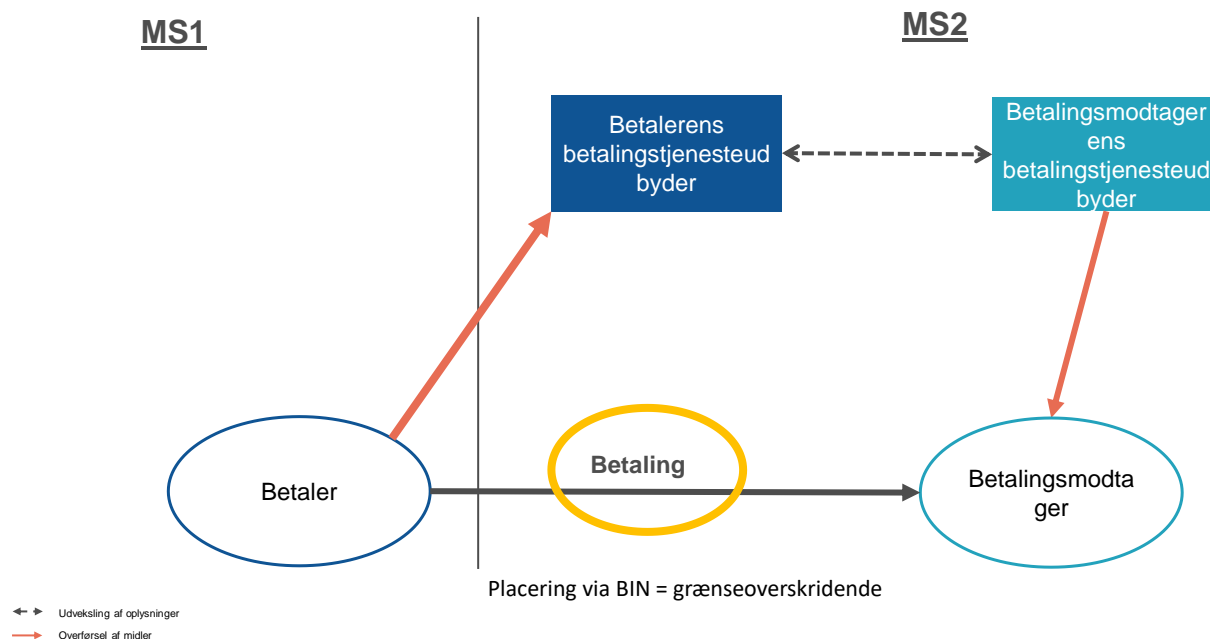 MS1
MS2
Betalerens
betalingstjenesteud
byder
Betalingsmodtager
ens
betalingstjenesteud
byder
Betaling
Betaler
Betalingsmodta
ger
Placering via BIN = grænseoverskridende
Udveksling af oplysninger
Overførsel af midler